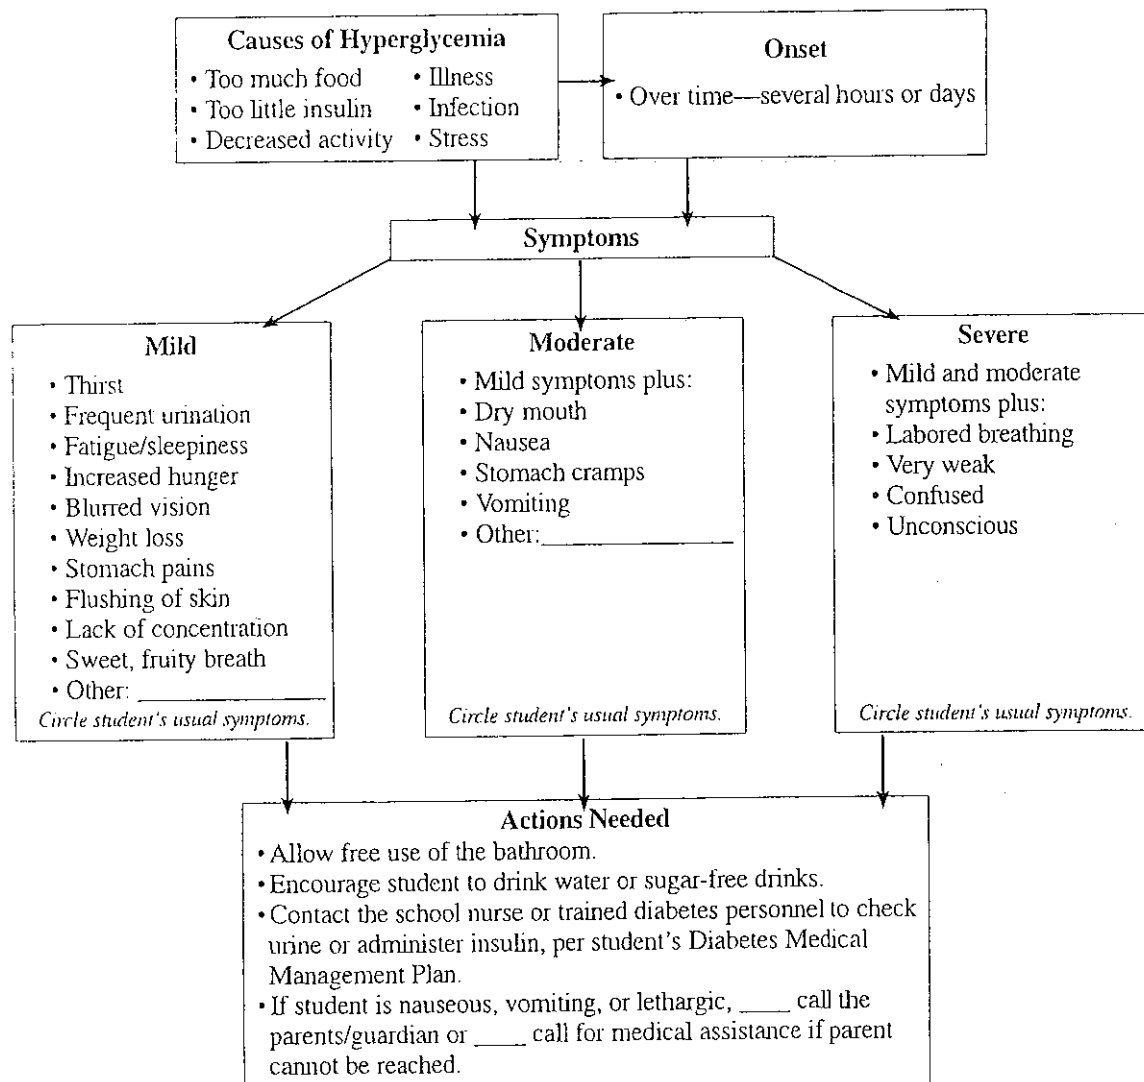 Causes of Hyperglycemia
• Too much food
• Too little insulin
• Decreased activity
• Illness
• Infection
• Stress
Onset
• Over time—several hours or days
Symptoms
Mild
• Thirst
• Frequent urination
• Fatigue/sleepiness
• Increased hunger
• Blurred vision
• Weight loss
• Stomach pains
• Flushing of skin
• Lack of concentration
• Sweet, fruity breath
• Other: ________________
Circle student's usual symptoms.
Moderate
• Mild symptoms plus:
• Dry mouth
• Nausea
• Stomach cramps
• Vomiting
• Other:________________
Circle student's usual symptoms.
Severe
• Mild and moderate
symptoms plus:
• Labored breathing
• Very weak
• Confused
• Unconscious
Circle student's usual symptoms.
Actions Needed
• Allow free use of the bathroom.
• Encourage student to drink water or sugar-free drinks.
• Contact the school nurse or trained diabetes personnel to check
urine or administer insulin, per student's Diabetes Medical
Management Plan.
• If student is nauseous, vomiting, or lethargic, ____ call the
parents/guardian or ____ call for medical assistance if parent
cannot be reached.